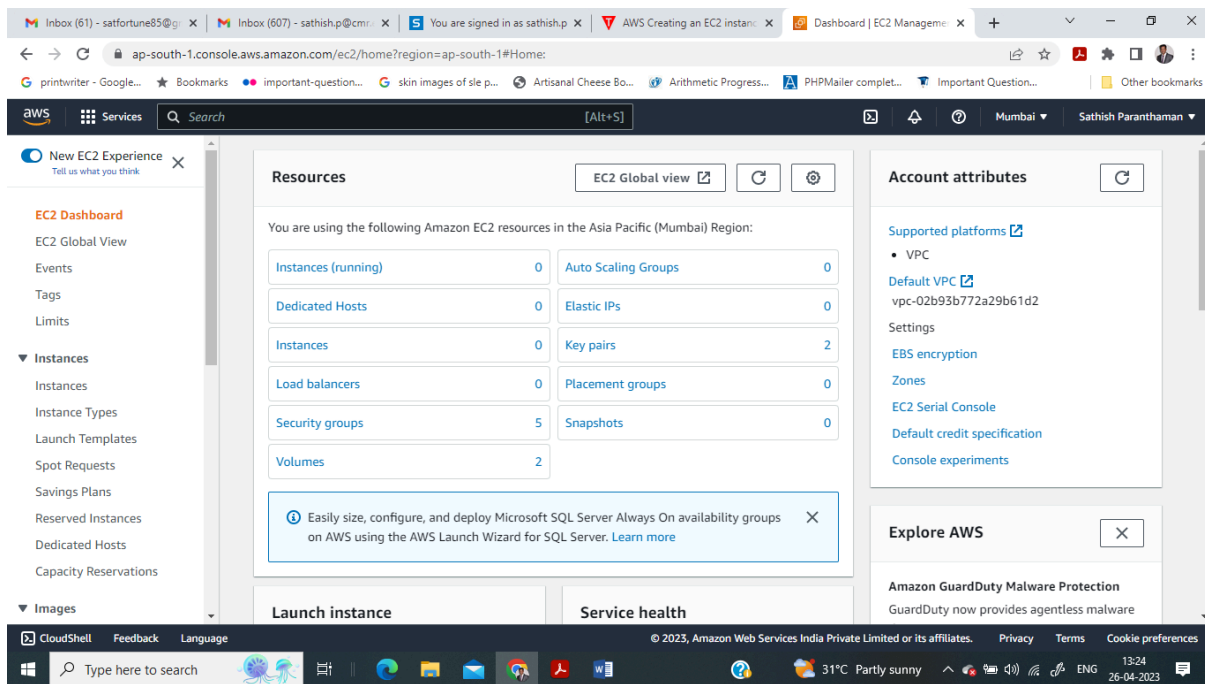 Inbox (61) - satfortune85@gr
Inbox (607) - sathish.p@cmr.
You are signed in as sathish.p
AWS Creating an EC2 instanc
Dashboard | EC2 Manageme
ap-south-1.console.aws.amazon.com/ec2/home?region=ap-south-1#Home:
printwriter - Google... Bookmarks important-question... skin images of sle p... Artisanal Cheese Bo... Arithmetic Progress... PHPMailer complet... Important Question... Other bookmarks
aws Services Search [Alt+S] Mumbai Sathish Paranthaman
New EC2 Experience
Tell us what you think
EC2 Dashboard
EC2 Global View
Events
Tags
Limits
Instances
Instances
Instance Types
Launch Templates
Spot Requests
Savings Plans
Reserved Instances
Dedicated Hosts
Capacity Reservations
Images
Resources
EC2 Global view
You are using the following Amazon EC2 resources in the Asia Pacific (Mumbai) Region:
Instances (running) 0 Auto Scaling Groups 0
Dedicated Hosts 0 Elastic IPs 0
Instances 0 Key pairs 2
Load balancers 0 Placement groups 0
Security groups 5 Snapshots 0
Volumes 2
Easily size, configure, and deploy Microsoft SQL Server Always On availability groups
on AWS using the AWS Launch Wizard for SQL Server. Learn more
Launch instance
Service health
Account attributes
Supported platforms
• VPC
Default VPC
vpc-02b93b772a29b61d2
Settings
EBS encryption
Zones
EC2 Serial Console
Default credit specification
Console experiments
Explore AWS
Amazon GuardDuty Malware Protection
GuardDuty now provides agentless malware
CloudShell Feedback Language © 2023, Amazon Web Services India Private Limited or its affiliates. Privacy Terms Cookie preferences
Type here to search 31°C Partly sunny ENG 13:24
26-04-2023